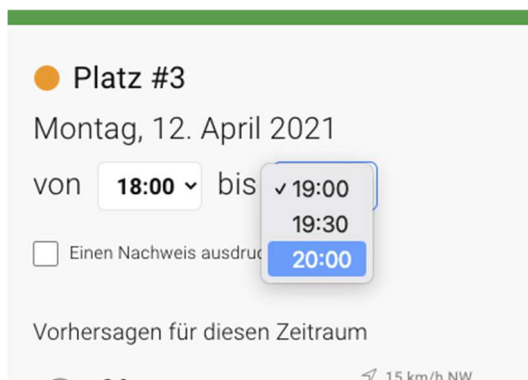 Platz #3
Montag, 12. April 2021
von 18:00 bis 19:00
19:30
20:00
Einen Nachweis
Vorhersagen für diesen Zeitraum
15 km/h NW